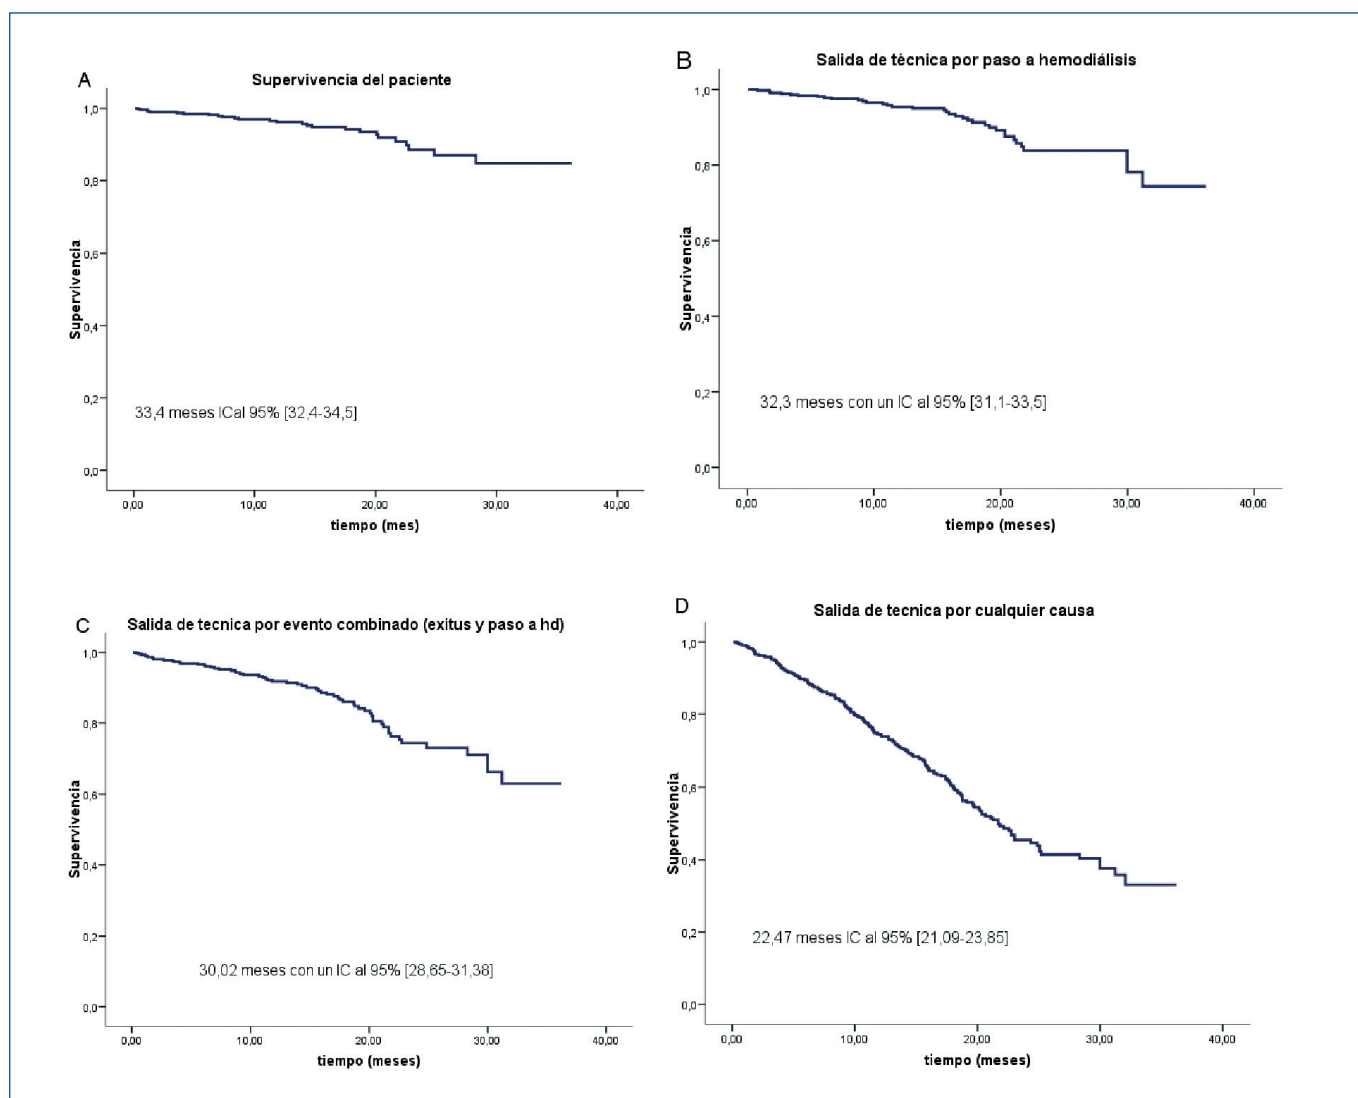 A
Supervivencia del paciente
1,0
0,8
0,6
0,4
0,2
0,0
Supervivencia
33,4 meses ICal 95% [32,4-34,5]
0,00 10,00 20,00 30,00 40,00
tiempo (mes)
B
Salida de técnica por paso a hemodiálisis
1,0
0,8
0,6
0,4
0,2
0,0
Supervivencia
32,3 meses con un IC al 95% [31,1-33,5]
0,00 10,00 20,00 30,00 40,00
tiempo (meses)
C
Salida de tecnica por evento combinado (exitus y paso a hd)
1,0
0,8
0,6
0,4
0,2
0,0
Supervivencia
30,02 meses con un IC al 95% [28,65-31,38]
0,00 10,00 20,00 30,00 40,00
tiempo (meses)
D
Salida de tecnica por cualquier causa
1,0
0,8
0,6
0,4
0,2
0,0
Supervivencia
22,47 meses IC al 95% [21,09-23,85]
0,00 10,00 20,00 30,00 40,00
tiempo (meses)